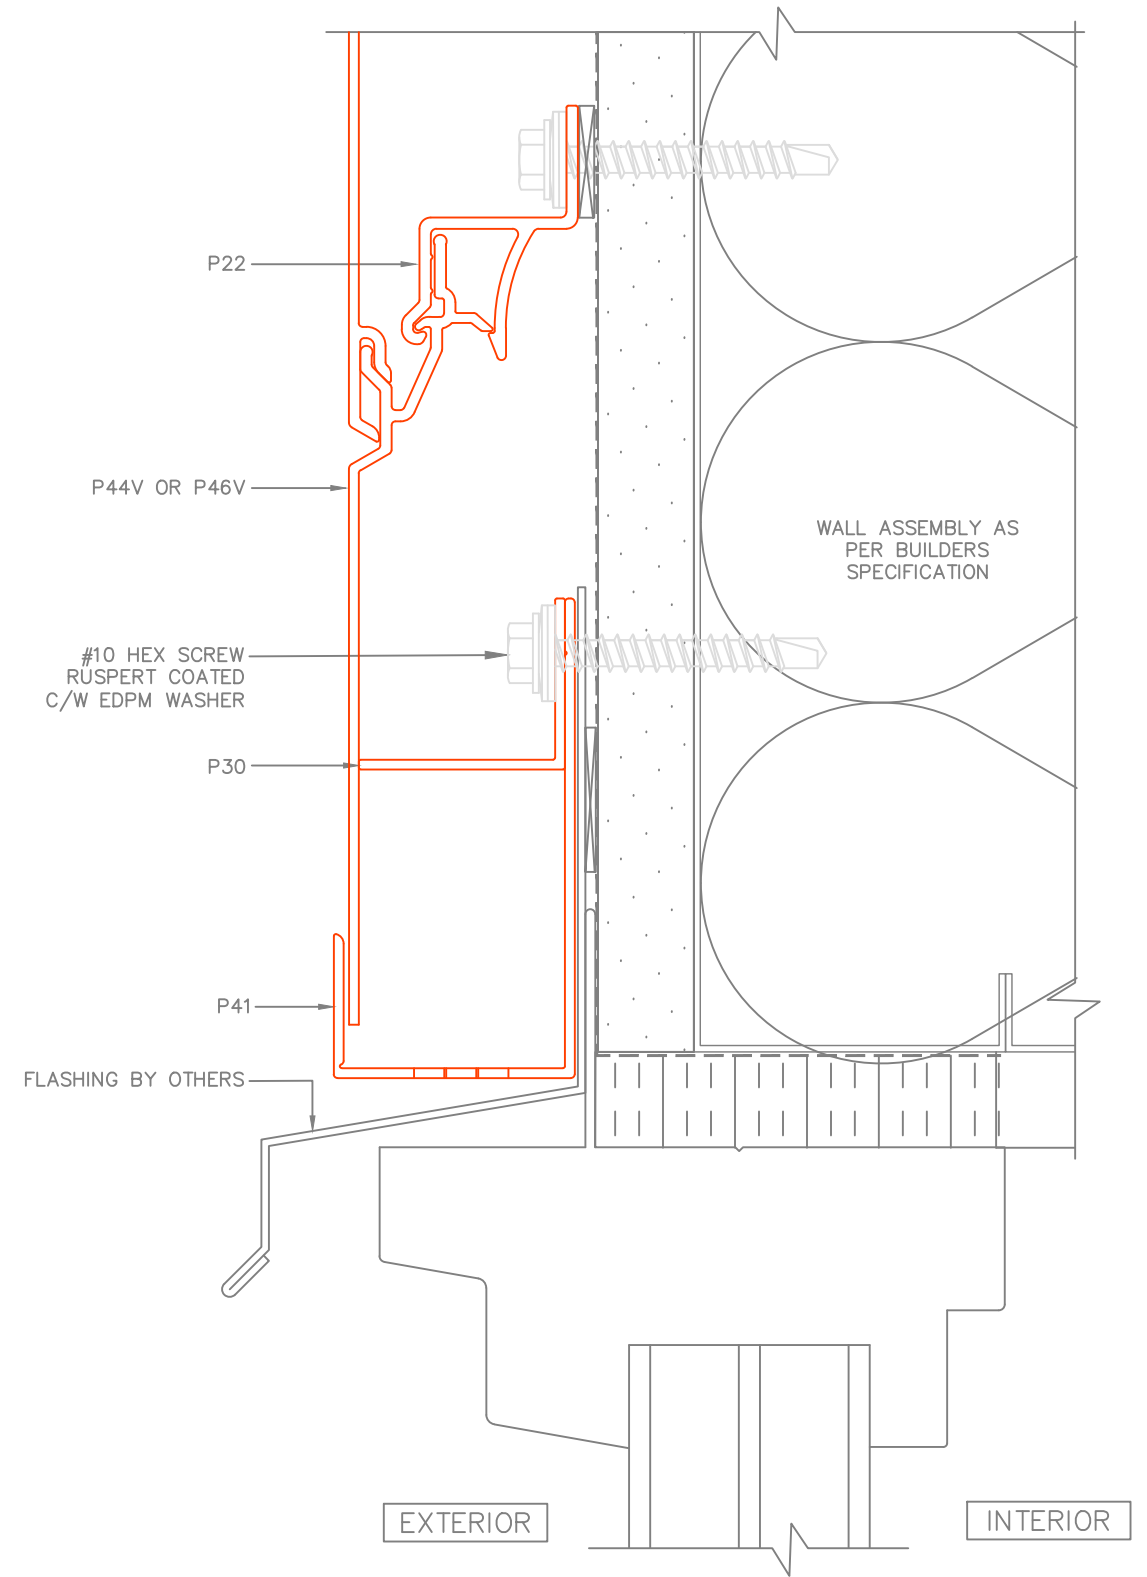 P22
P44V OR P46V
WALL ASSEMBLY AS
PER BUILDERS
SPECIFICATION
#10 HEX SCREW
RUSPERT COATED
C/W EDPM WASHER
P30
P41
FLASHING BY OTHERS
EXTERIOR
INTERIOR